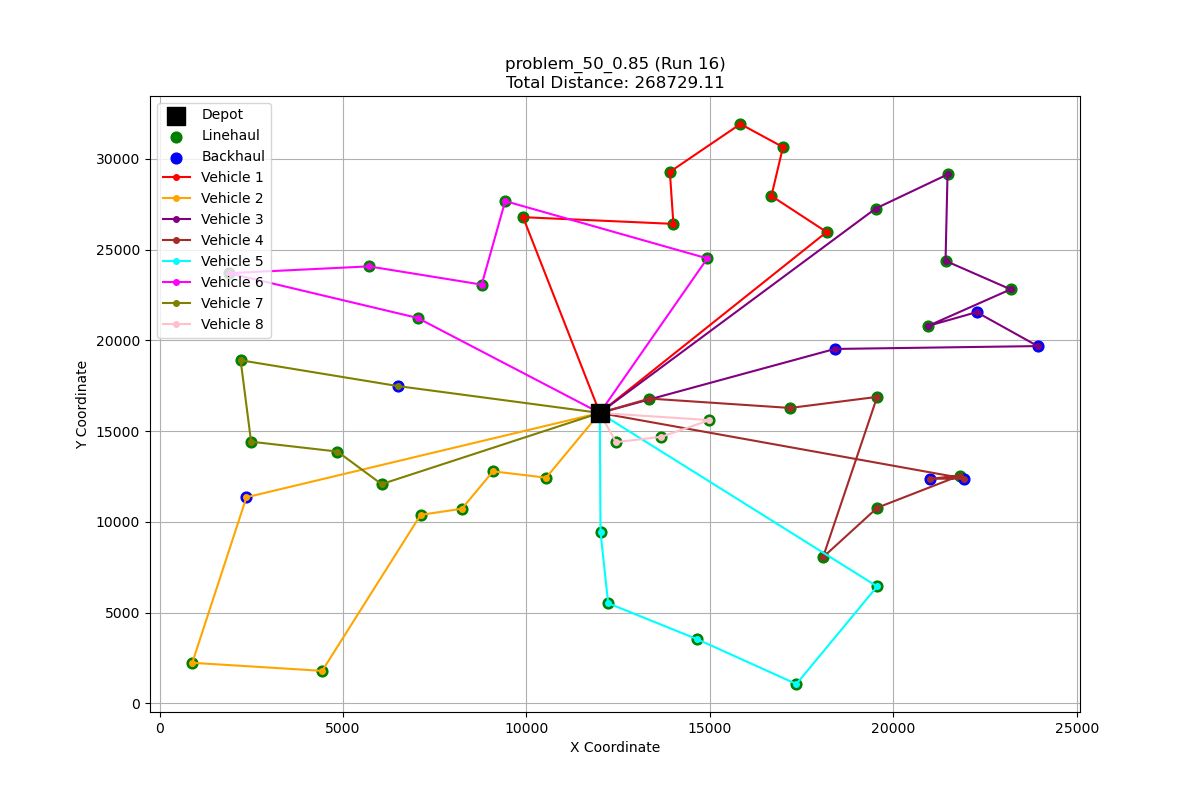 problem_50_0.85 (Run 16)
Total Distance: 268729.11
Depot
Linehaul
Backhaul
Vehicle 1
Vehicle 2
Vehicle 3
Vehicle 4
Vehicle 5
Vehicle 6
Vehicle 7
Vehicle 8
30000
25000
20000
15000
10000
5000
0
Y Coordinate
0
5000
10000
15000
20000
25000
X Coordinate